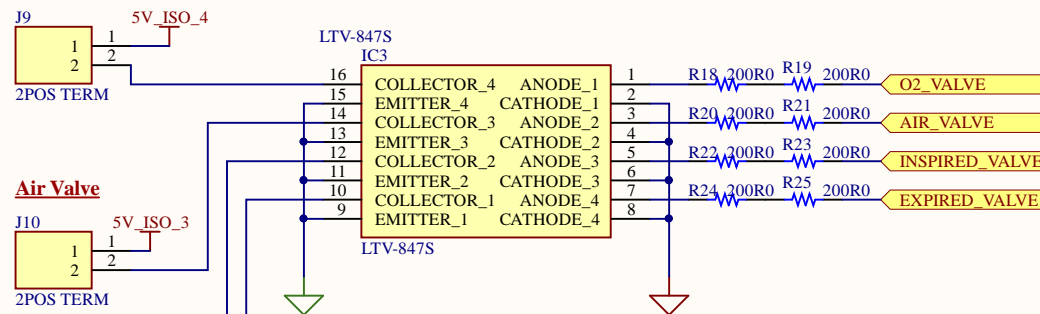 J9
5V_ISO_4
1
2
1
2
2POS TERM
LTV-847S
IC3
16 COLLECTOR_4 ANODE_1 1
15 EMITTER_4 CATHODE_1 2
14 COLLECTOR_3 ANODE_2 3
13 EMITTER_3 CATHODE_2 4
12 COLLECTOR_2 ANODE_3 5
11 EMITTER_2 CATHODE_3 6
10 COLLECTOR_1 ANODE_4 7
9 EMITTER_1 CATHODE_4 8
LTV-847S
R18 200R0 R19 200R0 O2_VALVE
R20 200R0 R21 200R0 AIR_VALVE
R22 200R0 R23 200R0 INSPIRED_VALVE
R24 200R0 R25 200R0 EXPIRED_VALVE
Air Valve
J10
5V_ISO_3
1
2
1
2
2POS TERM